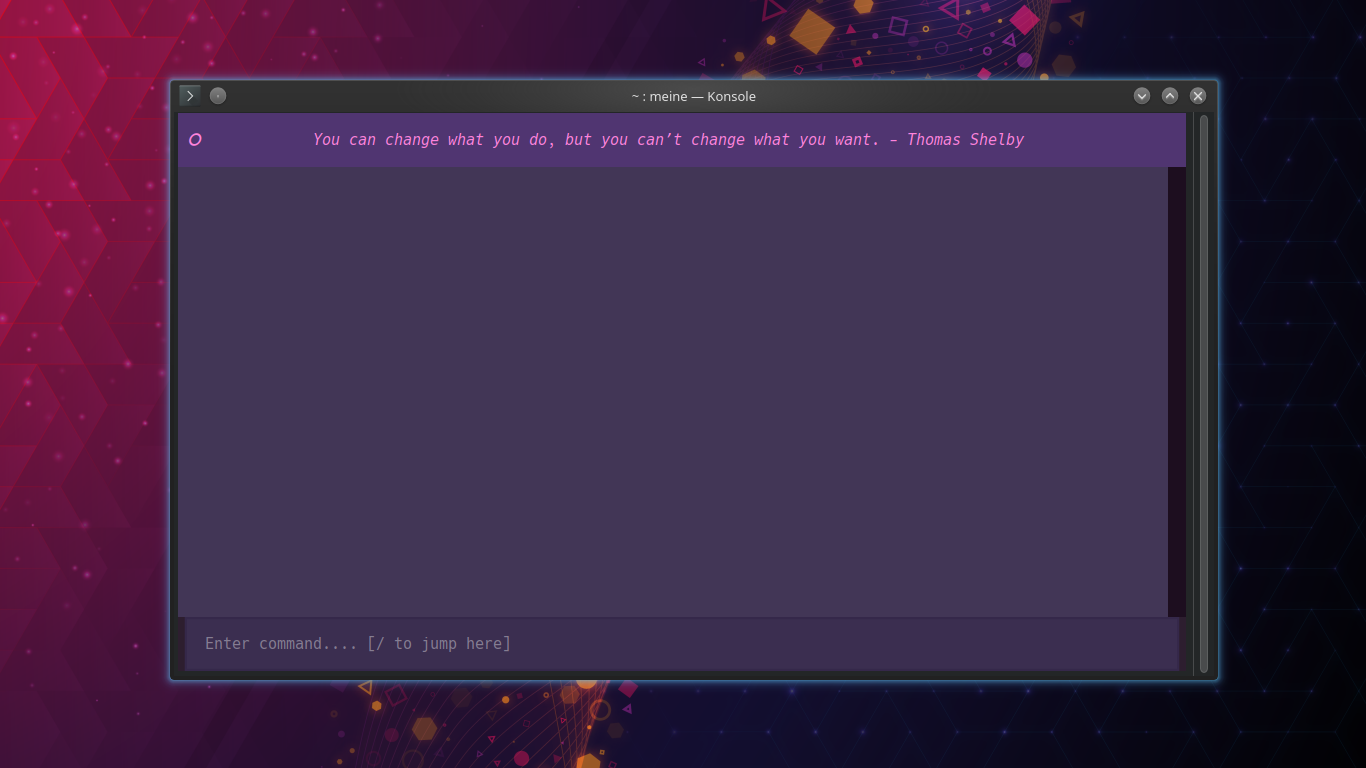 ~ : meine — Konsole
O You can change what you do, but you can’t change what you want. – Thomas Shelby
Enter command.... [/ to jump here]